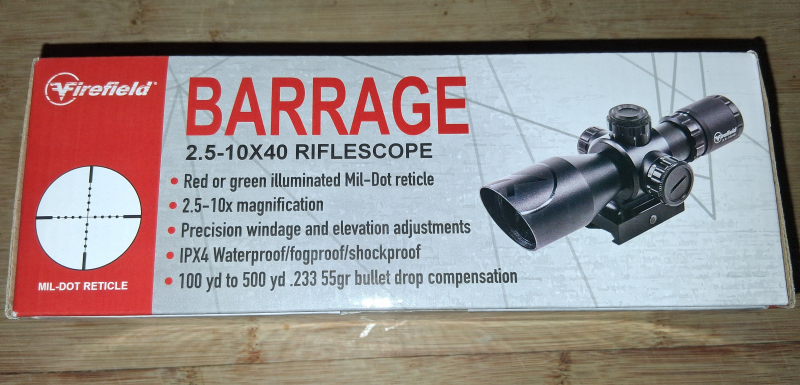 Firefield
BARRAGE
2.5-10X40 RIFLESCOPE
• Red or green illuminated Mil-Dot reticle
• 2.5-10x magnification
• Precision windage and elevation adjustments
• IPX4 Waterproof/fogproof/shockproof
• 100 yd to 500 yd .233 55gr bullet drop compensation
MIL-DOT RETICLE
Firefield